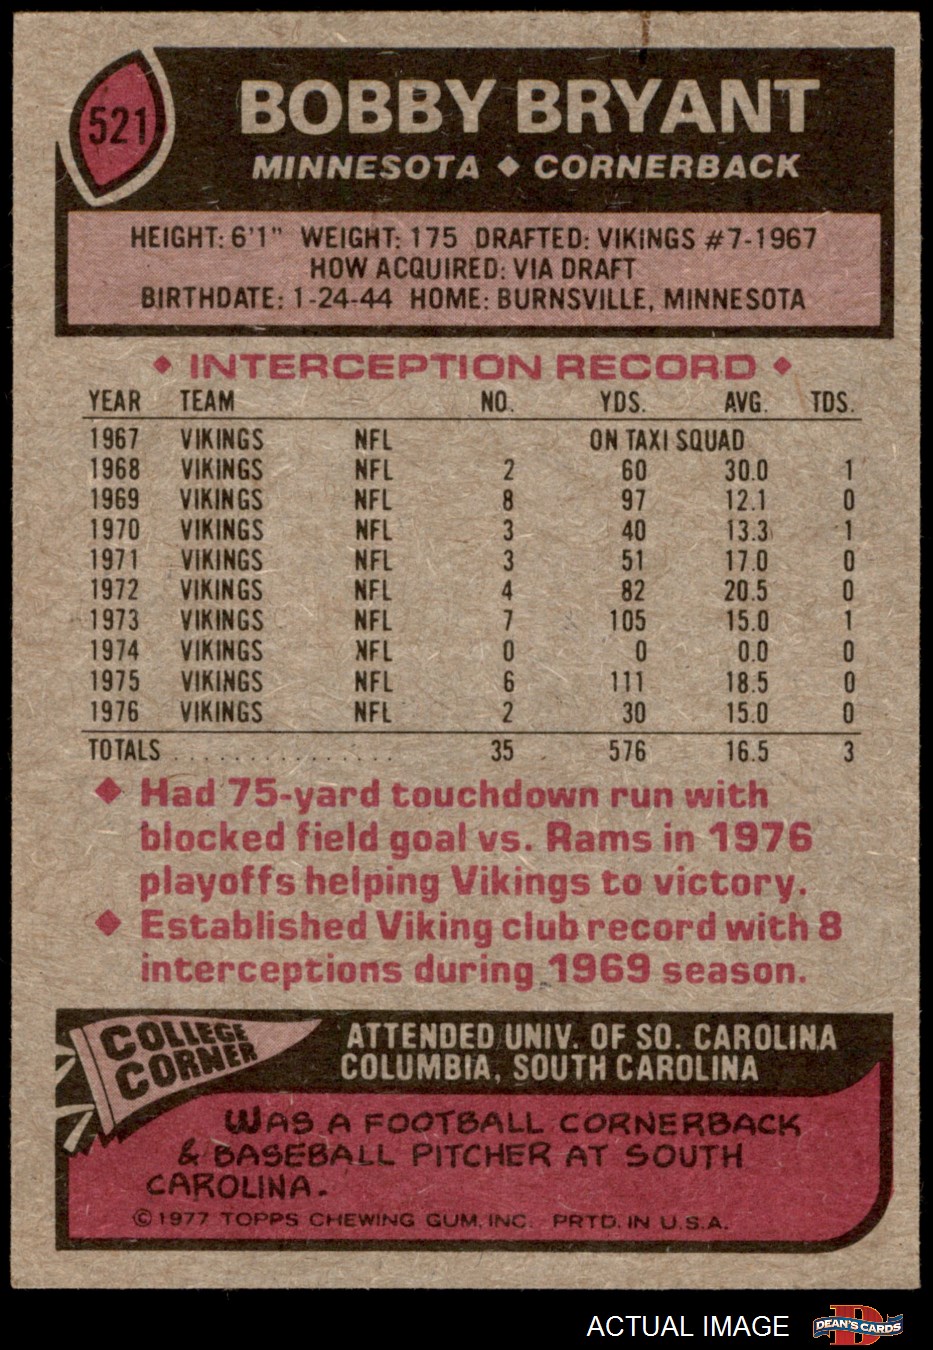 521
BOBBY BRYANT
MINNESOTA ◆ CORNERBACK
HEIGHT: 6'1" WEIGHT: 175 DRAFTED: VIKINGS #7-1967
HOW ACQUIRED: VIA DRAFT
BIRTHDATE: 1-24-44 HOME: BURNSVILLE, MINNESOTA
◆ INTERCEPTION RECORD ◆
YEAR TEAM NO. YDS. AVG. TDS.
1967 VIKINGS NFL ON TAXI SQUAD
1968 VIKINGS NFL 2 60 30.0 1
1969 VIKINGS NFL 8 97 12.1 0
1970 VIKINGS NFL 3 40 13.3 1
1971 VIKINGS NFL 3 51 17.0 0
1972 VIKINGS NFL 4 82 20.5 0
1973 VIKINGS NFL 7 105 15.0 1
1974 VIKINGS NFL 0 0 0.0 0
1975 VIKINGS NFL 6 111 18.5 0
1976 VIKINGS NFL 2 30 15.0 0
TOTALS . . . . . . . . . . . . . . . 35 576 16.5 3
◆ Had 75-yard touchdown run with
blocked field goal vs. Rams in 1976
playoffs helping Vikings to victory.
◆ Established Viking club record with 8
interceptions during 1969 season.
COLLEGE
CORNER
ATTENDED UNIV. OF SO. CAROLINA
COLUMBIA, SOUTH CAROLINA
WAS A FOOTBALL CORNERBACK
& BASEBALL PITCHER AT SOUTH
CAROLINA.
© 1977 TOPPS CHEWING GUM, INC. PRTD. IN U.S.A.
ACTUAL IMAGE
D
DEAN'S CARDS